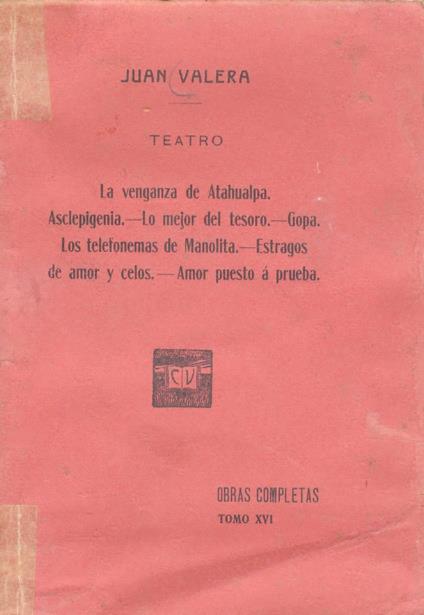 JUAN VALERA
TEATRO
La venganza de Atahualpa.
Asclepigenia.—Lo mejor del tesoro.—Gopa.
Los telefonemas de Manolita.—Estragos
de amor y celos.—Amor puesto á prueba.
C V
OBRAS COMPLETAS
TOMO XVI